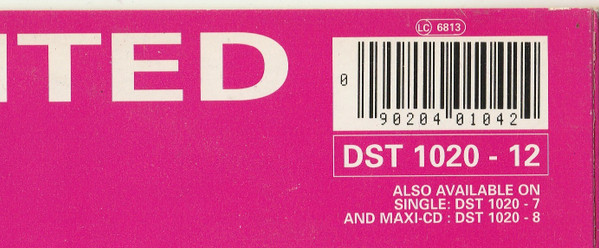 ITED
LC 6813
0
90204 01042
DST 1020 - 12
ALSO AVAILABLE ON
SINGLE: DST 1020 - 7
AND MAXI-CD : DST 1020 - 8